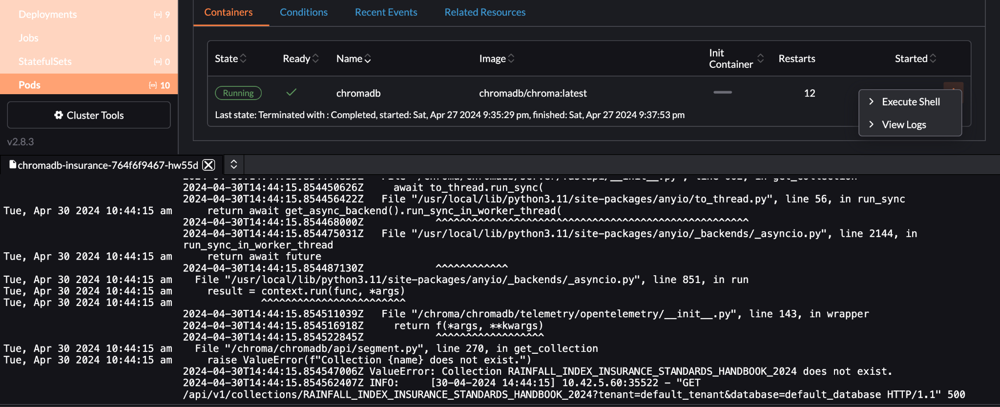 Deployments 9
Jobs 0
StatefulSets 0
Pods 10
Cluster Tools
v2.8.3
Containers Conditions Recent Events Related Resources
State Ready Name Image Init Container Restarts Started
Running chromadb chromadb/chroma:latest 12
Last state: Terminated with : Completed, started: Sat, Apr 27 2024 9:35:29 pm, finished: Sat, Apr 27 2024 9:37:53 pm
Execute Shell
View Logs
chromadb-insurance-764f6f9467-hw55d
2024-04-30T14:44:15.854450626Z     await to_thread.run_sync(
2024-04-30T14:44:15.854456422Z   File "/usr/local/lib/python3.11/site-packages/anyio/to_thread.py", line 56, in run_sync
Tue, Apr 30 2024 10:44:15 am     return await get_async_backend().run_sync_in_worker_thread(
2024-04-30T14:44:15.854468000Z            ^^^^^^^^^^^^^^^^^^^^^^^^^^^^^^^^^^^^^^^^^^^^^^^^^^^^
2024-04-30T14:44:15.854475031Z   File "/usr/local/lib/python3.11/site-packages/anyio/_backends/_asyncio.py", line 2144, in
run_sync_in_worker_thread
Tue, Apr 30 2024 10:44:15 am     return await future
2024-04-30T14:44:15.854487130Z            ^^^^^^^^^^^^
Tue, Apr 30 2024 10:44:15 am   File "/usr/local/lib/python3.11/site-packages/anyio/_backends/_asyncio.py", line 851, in run
Tue, Apr 30 2024 10:44:15 am     result = context.run(func, *args)
Tue, Apr 30 2024 10:44:15 am              ^^^^^^^^^^^^^^^^^^^^^^^^
2024-04-30T14:44:15.854511039Z   File "/chroma/chromadb/telemetry/opentelemetry/__init__.py", line 143, in wrapper
2024-04-30T14:44:15.854516918Z     return f(*args, **kwargs)
2024-04-30T14:44:15.854522845Z            ^^^^^^^^^^^^^^^^^^
Tue, Apr 30 2024 10:44:15 am   File "/chroma/chromadb/api/segment.py", line 270, in get_collection
Tue, Apr 30 2024 10:44:15 am     raise ValueError(f"Collection {name} does not exist.")
2024-04-30T14:44:15.854547006Z ValueError: Collection RAINFALL_INDEX_INSURANCE_STANDARDS_HANDBOOK_2024 does not exist.
2024-04-30T14:44:15.854562407Z INFO:     [30-04-2024 14:44:15] 10.42.5.60:35522 - "GET
/api/v1/collections/RAINFALL_INDEX_INSURANCE_STANDARDS_HANDBOOK_2024?tenant=default_tenant&database=default_database HTTP/1.1" 500